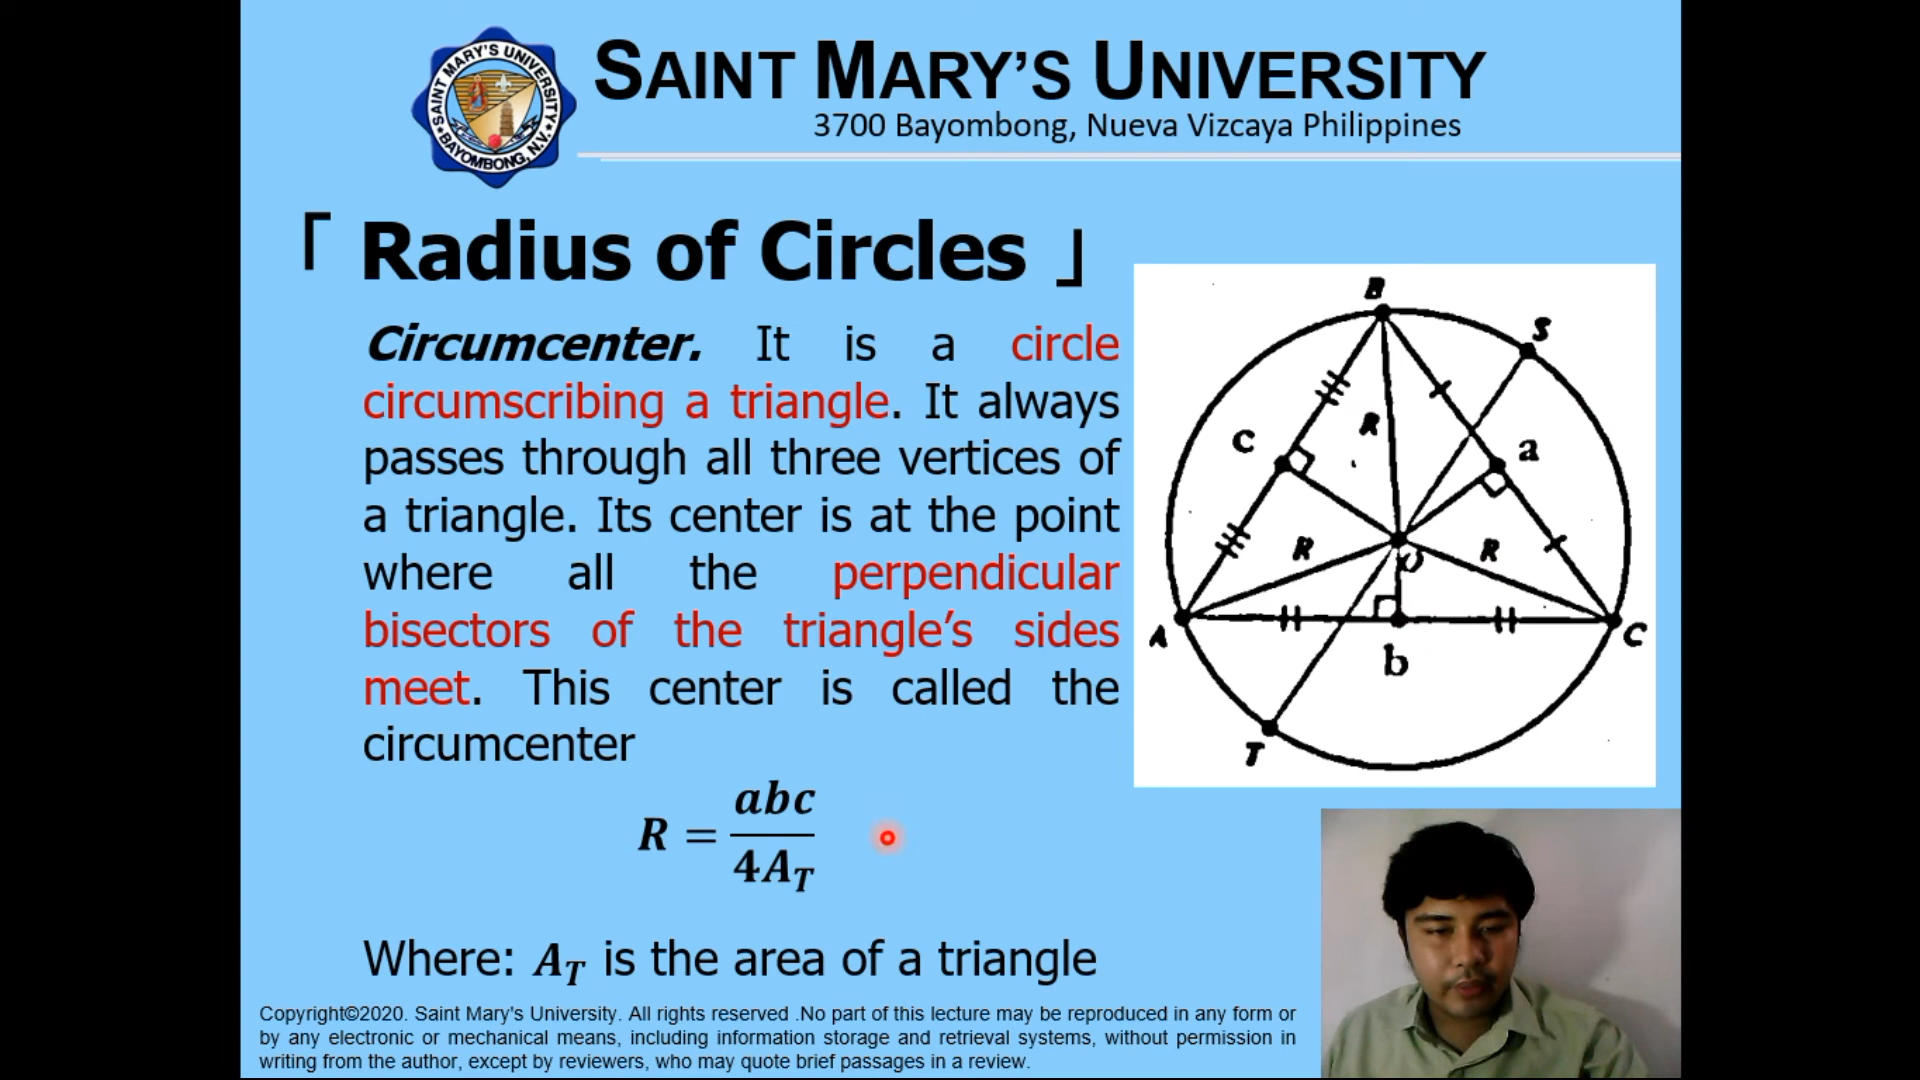 SAINT MARY'S UNIVERSITY
3700 Bayombong, Nueva Vizcaya Philippines
SAINT MARY'S UNIVERSITY
BAYOMBONG, N.V.
「 Radius of Circles 」
Circumcenter. It is a circle
circumscribing a triangle. It always
passes through all three vertices of
a triangle. Its center is at the point
where all the perpendicular
bisectors of the triangle's sides
meet. This center is called the
circumcenter
R = abc / 4A_T
Where: A_T is the area of a triangle
B
S
c
R
a
R
R
O
A
C
b
T
Copyright©2020. Saint Mary's University. All rights reserved .No part of this lecture may be reproduced in any form or
by any electronic or mechanical means, including information storage and retrieval systems, without permission in
writing from the author, except by reviewers, who may quote brief passages in a review.